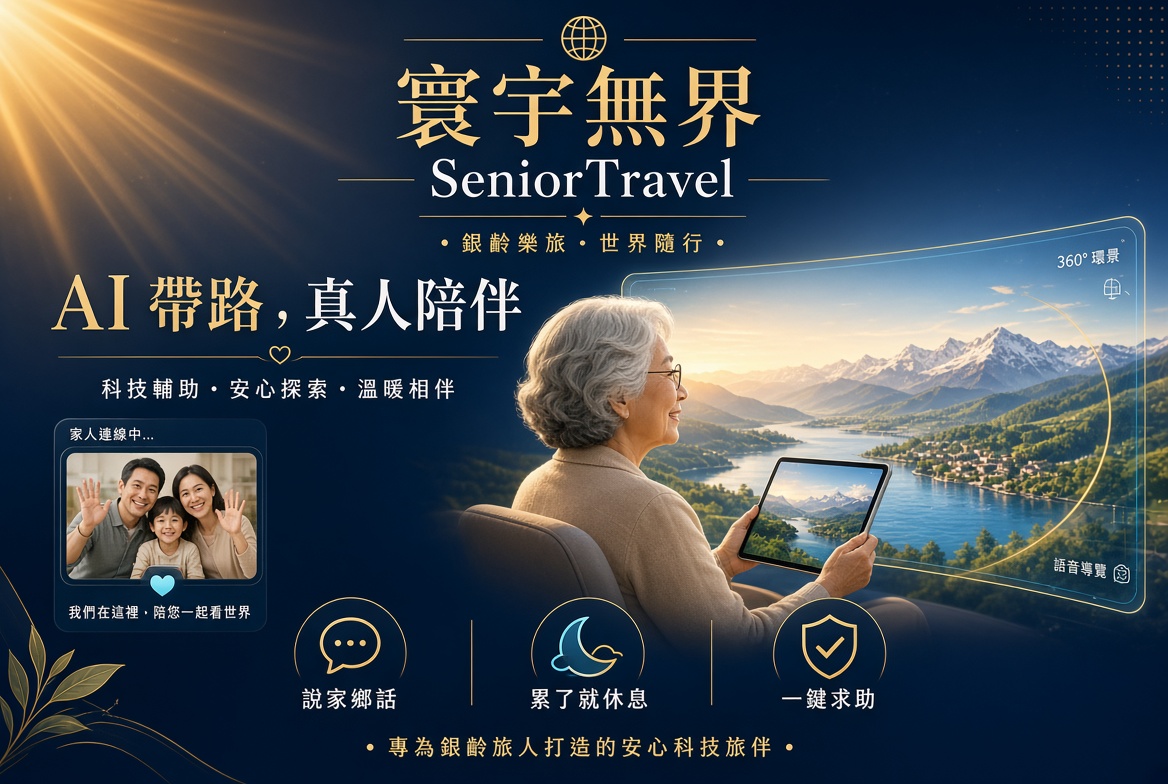 寰宇無界
SeniorTravel
• 銀齡樂旅 • 世界隨行 •
AI 帶路，真人陪伴
科技輔助 • 安心探索 • 溫暖相伴
家人連線中...
我們在這裡，陪您一起看世界
360° 環景
語音導覽
說家鄉話
累了就休息
一鍵求助
• 專為銀齡旅人打造的安心科技旅伴 •